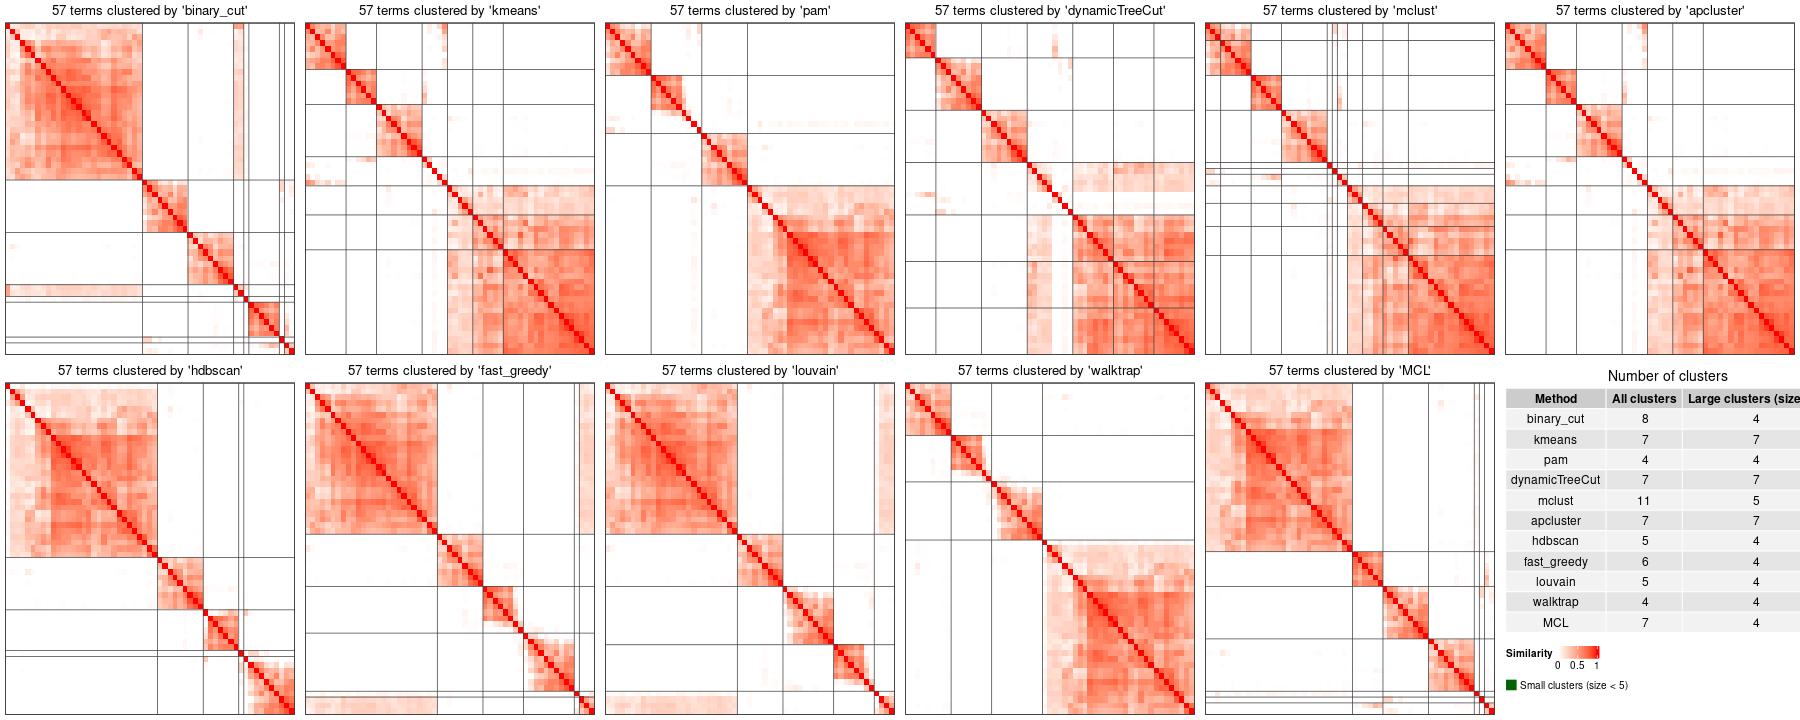 57 terms clustered by 'binary_cut'
57 terms clustered by 'kmeans'
57 terms clustered by 'pam'
57 terms clustered by 'dynamicTreeCut'
57 terms clustered by 'mclust'
57 terms clustered by 'apcluster'
57 terms clustered by 'hdbscan'
57 terms clustered by 'fast_greedy'
57 terms clustered by 'louvain'
57 terms clustered by 'walktrap'
57 terms clustered by 'MCL'
Number of clusters
Method All clusters Large clusters (size
binary_cut 8 4
kmeans 7 7
pam 4 4
dynamicTreeCut 7 7
mclust 11 5
apcluster 7 7
hdbscan 5 4
fast_greedy 6 4
louvain 5 4
walktrap 4 4
MCL 7 4
Similarity
0 0.5 1
Small clusters (size < 5)